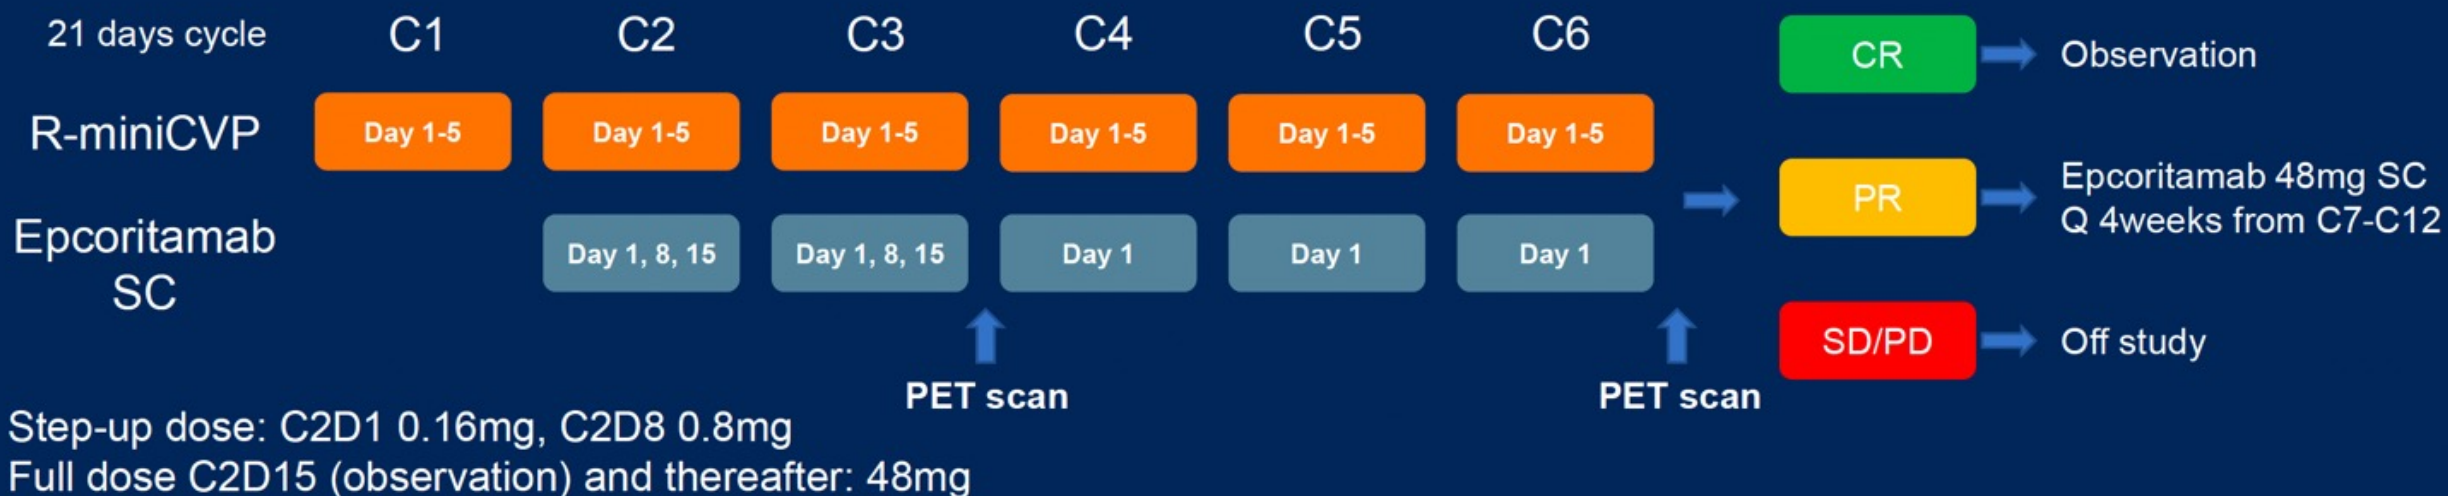 21 days cycle C1 C2 C3 C4 C5 C6
R-miniCVP Day 1-5 Day 1-5 Day 1-5 Day 1-5 Day 1-5 Day 1-5
Epcoritamab
SC
Day 1, 8, 15 Day 1, 8, 15 Day 1 Day 1 Day 1
PET scan PET scan
CR Observation
PR Epcoritamab 48mg SC
Q 4weeks from C7-C12
SD/PD Off study
Step-up dose: C2D1 0.16mg, C2D8 0.8mg
Full dose C2D15 (observation) and thereafter: 48mg